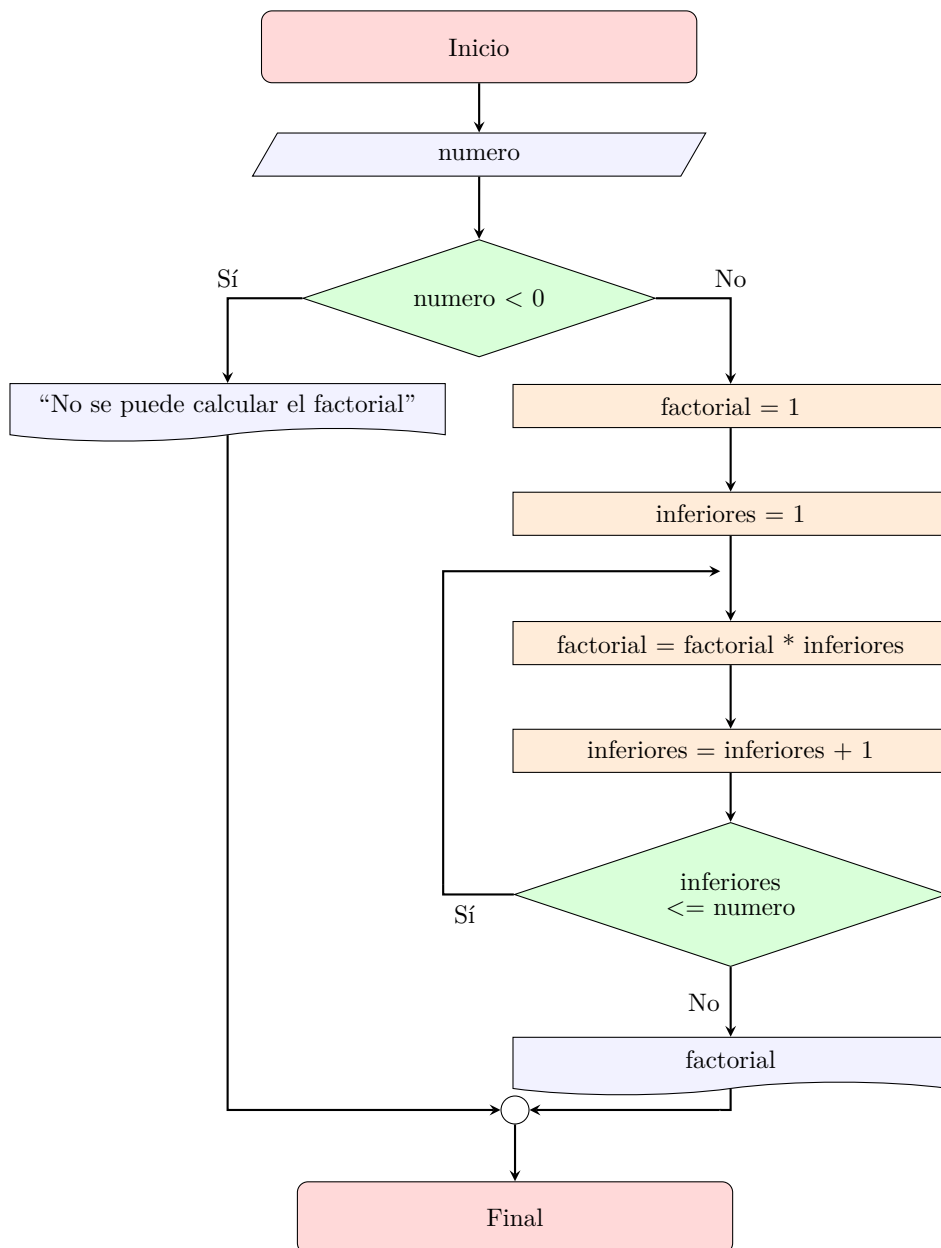 Inicio
numero
numero < 0
Sí
No
“No se puede calcular el factorial”
factorial = 1
inferiores = 1
factorial = factorial * inferiores
inferiores = inferiores + 1
inferiores
<= numero
Sí
No
factorial
Final